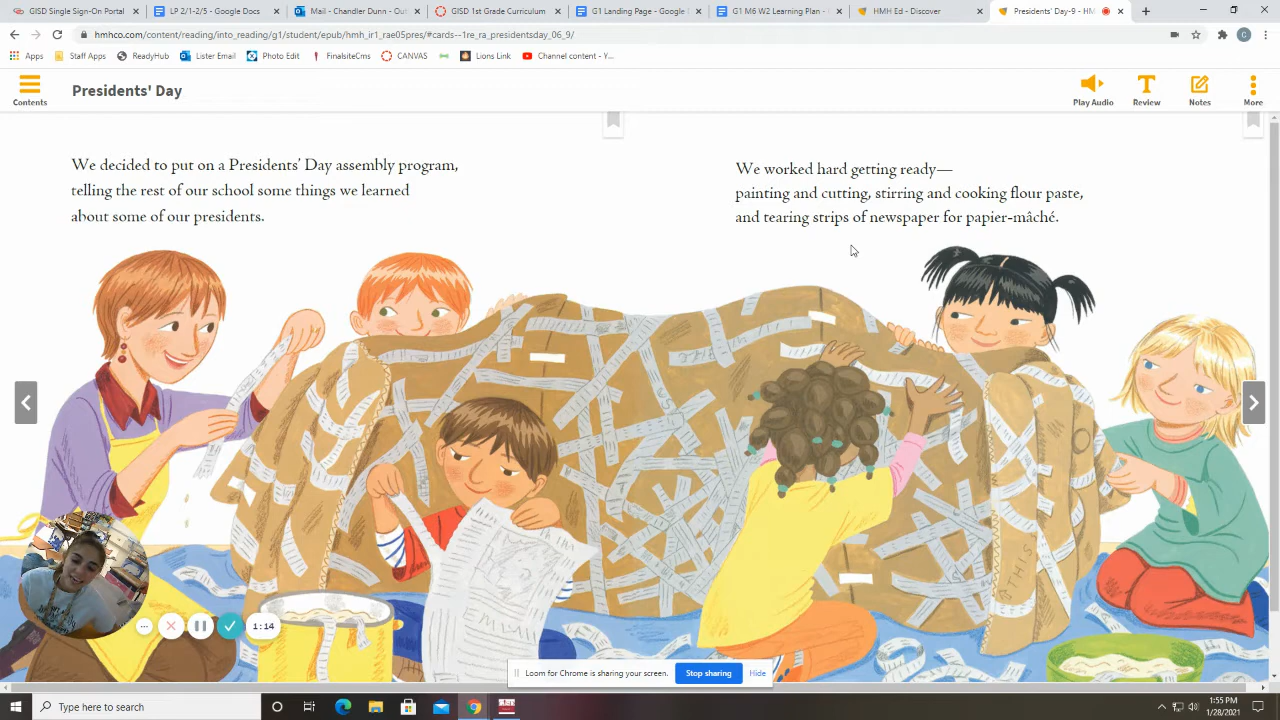 GISD Single Sign-On Portal
LP 2/1-2/5 - Google Docs
Mail - Chandler Dunn - Out
GISD 1st Grade Curriculum
G1 Landing Page - Google
G1 M6 W2 Learning Plan -
HMH Ed - Discover
Presidents' Day-9 - HM
hmhco.com/content/reading/into_reading/g1/student/epub/hmh_ir1_rae05pres/#cards--1re_ra_presidentsday_06_9/
C
Apps
Staff Apps
ReadyHub
Lister Email
Photo Edit
FinalsiteCms
CANVAS
Lions Link
Channel content - Y...
Contents
Presidents' Day
Play Audio
Review
Notes
More
We decided to put on a Presidents' Day assembly program,
telling the rest of our school some things we learned
about some of our presidents.
We worked hard getting ready—
painting and cutting, stirring and cooking flour paste,
and tearing strips of newspaper for papier-mâché.
THIS
1:14
Loom for Chrome is sharing your screen.
Stop sharing
Hide
Type here to search
1:55 PM
1/28/2021